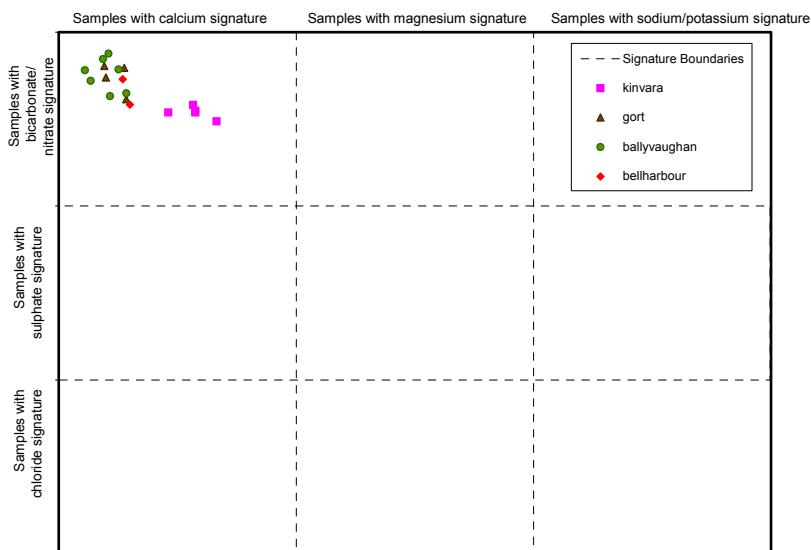 Samples with calcium signature
Samples with magnesium signature
Samples with sodium/potassium signature
Samples with
bicarbonate/
nitrate signature
Samples with
sulphate signature
Samples with
chloride signature
Signature Boundaries
kinvara
gort
ballyvaughan
bellharbour